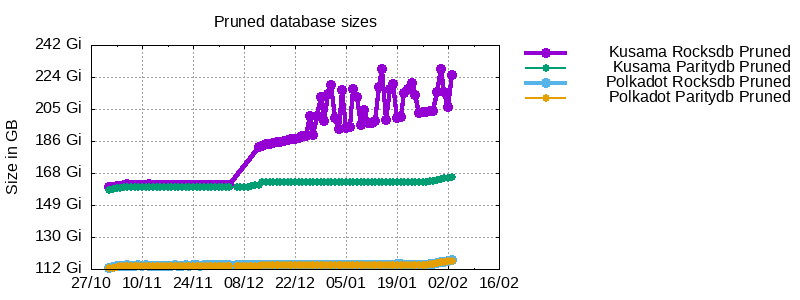 Pruned database sizes
242 Gi
224 Gi
205 Gi
186 Gi
168 Gi
149 Gi
130 Gi
112 Gi
Size in GB
27/10 10/11 24/11 08/12 22/12 05/01 19/01 02/02 16/02
Kusama Rocksdb Pruned
Kusama Paritydb Pruned
Polkadot Rocksdb Pruned
Polkadot Paritydb Pruned